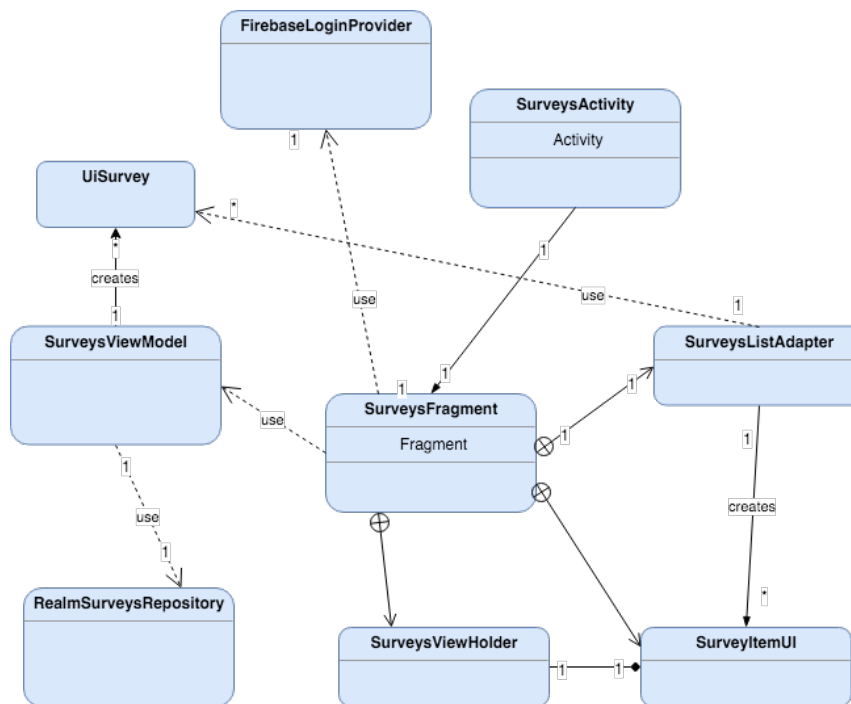 FirebaseLoginProvider
SurveysActivity
Activity
1
UiSurvey
*
*
1
creates
use
use
1
1
1
SurveysViewModel
SurveysListAdapter
1
1
1
SurveysFragment
use
Fragment
1
1
1
use
creates
1
RealmSurveysRepository
*
SurveysViewHolder
SurveyItemUI
1
1